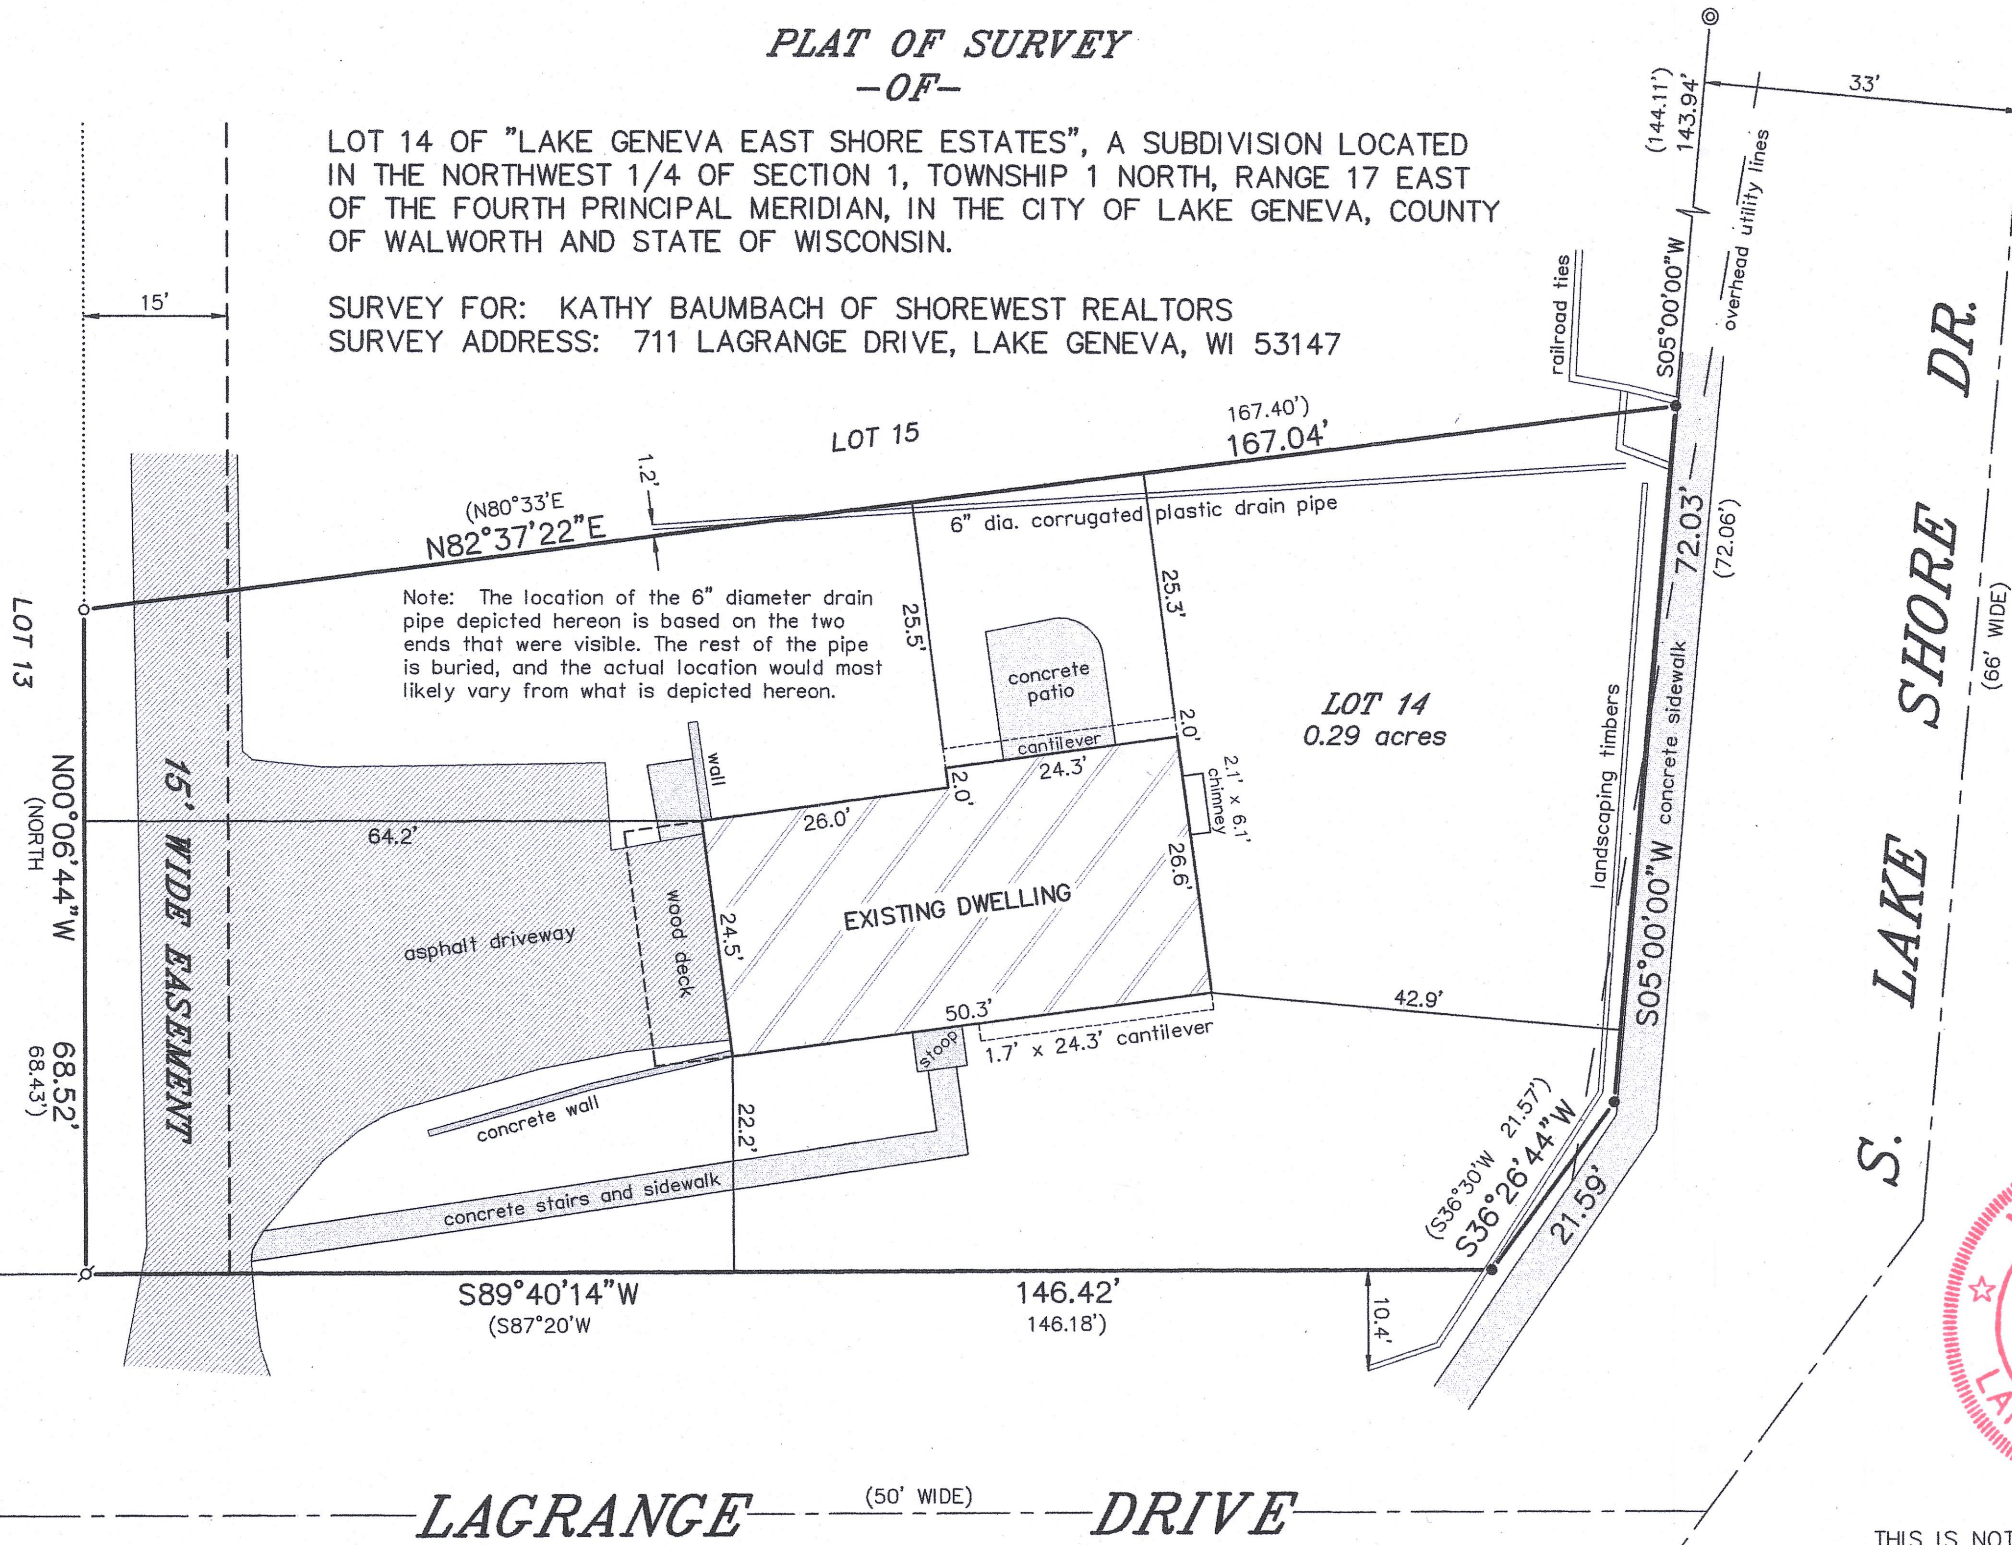 PLAT OF SURVEY
-OF-
LOT 14 OF "LAKE GENEVA EAST SHORE ESTATES", A SUBDIVISION LOCATED
IN THE NORTHWEST 1/4 OF SECTION 1, TOWNSHIP 1 NORTH, RANGE 17 EAST
OF THE FOURTH PRINCIPAL MERIDIAN, IN THE CITY OF LAKE GENEVA, COUNTY
OF WALWORTH AND STATE OF WISCONSIN.
SURVEY FOR: KATHY BAUMBACH OF SHOREWEST REALTORS
SURVEY ADDRESS: 711 LAGRANGE DRIVE, LAKE GENEVA, WI 53147
15'
33'
(144.11')
143.94'
S05°00'00"W
overhead utility lines
railroad ties
LOT 15
167.40')
167.04'
1.2'
(N80°33'E
N82°37'22"E
6" dia. corrugated plastic drain pipe
Note: The location of the 6" diameter drain
pipe depicted hereon is based on the two
ends that were visible. The rest of the pipe
is buried, and the actual location would most
likely vary from what is depicted hereon.
25.5'
25.3'
concrete
patio
cantilever
2.0'
24.3'
2.0'
2.1' x 6.1'
chimney
LOT 14
0.29 acres
72.03'
(72.06')
concrete sidewalk
landscaping timbers
S05°00'00"W
S. LAKE SHORE DR.
(66' WIDE)
LOT 13
N00°06'44"W
(NORTH
68.52'
68.43')
15' WIDE EASEMENT
64.2'
wall
26.0'
asphalt driveway
wood deck
24.5'
EXISTING DWELLING
26.6'
50.3'
42.9'
stoop
1.7' x 24.3' cantilever
concrete wall
22.2'
concrete stairs and sidewalk
(S36°30'W 21.57')
S36°26'44"W
21.59'
S89°40'14"W
(S87°20'W
146.42'
146.18')
10.4'
LAGRANGE DRIVE
(50' WIDE)
THIS IS NOT